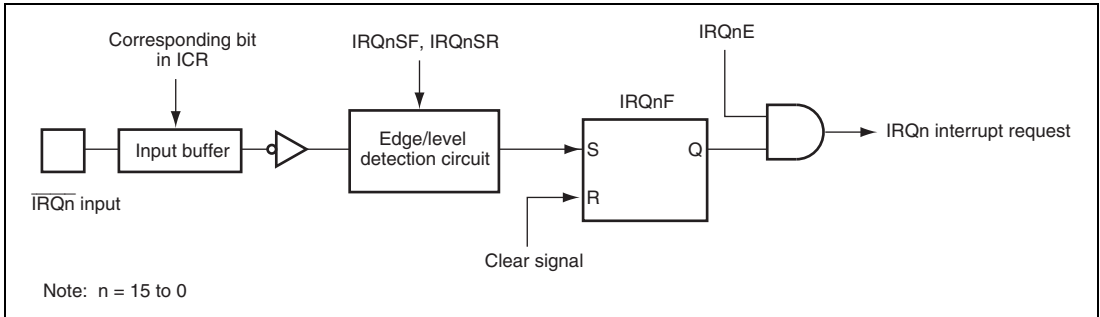 Corresponding bit
in ICR
IRQnSF, IRQnSR
IRQnE
IRQnF
Input buffer
Edge/level
detection circuit
S
Q
R
IRQn interrupt request
I̅R̅Q̅n̅ input
Clear signal
Note: n = 15 to 0